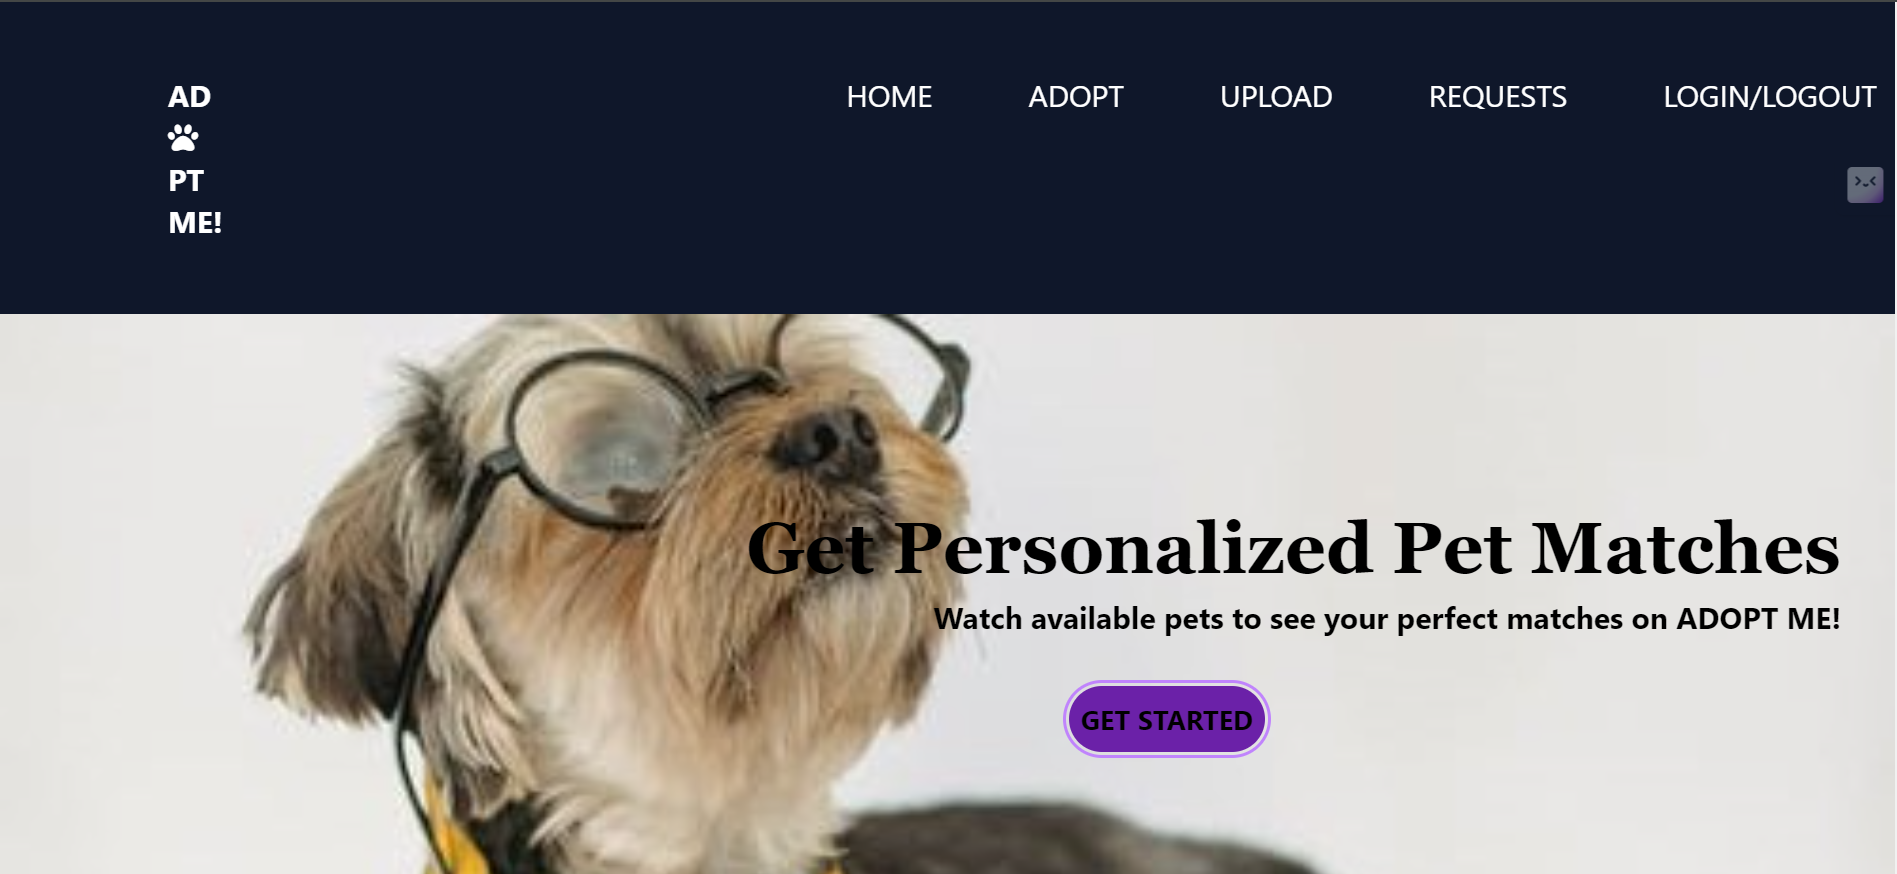 AD
PT
ME!
HOME ADOPT UPLOAD REQUESTS LOGIN/LOGOUT
Get Personalized Pet Matches
Watch available pets to see your perfect matches on ADOPT ME!
GET STARTED